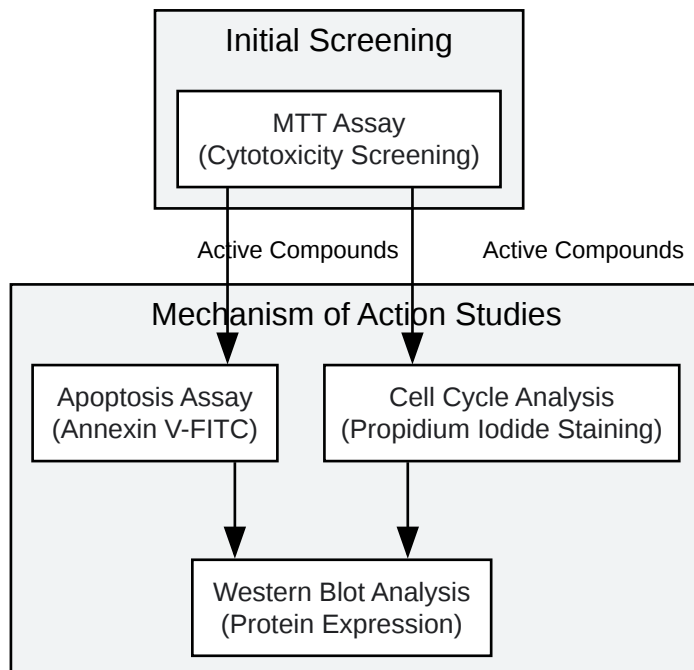 Initial Screening
MTT Assay
(Cytotoxicity Screening)
Active Compounds
Active Compounds
Mechanism of Action Studies
Apoptosis Assay
(Annexin V-FITC)
Cell Cycle Analysis
(Propidium Iodide Staining)
Western Blot Analysis
(Protein Expression)